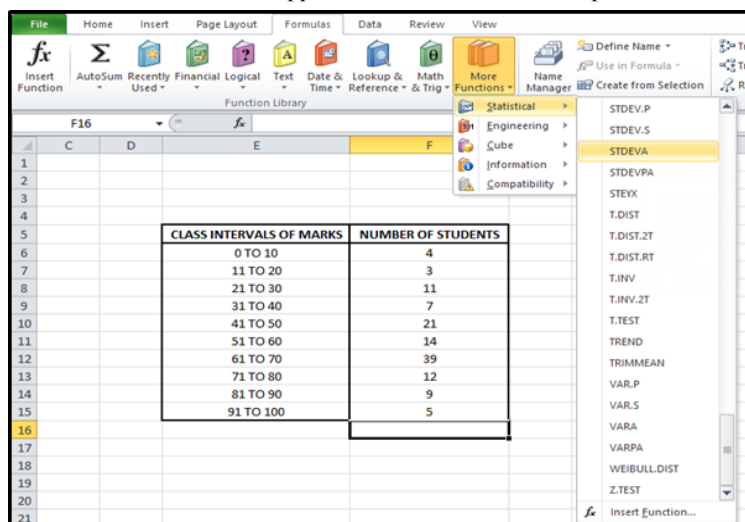 File Home Insert Page Layout Formulas Data Review View
fx Σ ? A θ
Insert Function AutoSum Recently Used Financial Logical Text Date & Time Lookup & Reference Math & Trig More Functions Name Manager
Define Name
Use in Formula
Create from Selection
Function Library
F16 fx
Statistical
Engineering
Cube
Information
Compatibility
STDEV.P
STDEV.S
STDEVA
STDEVPA
STEYX
T.DIST
T.DIST.2T
T.DIST.RT
T.INV
T.INV.2T
T.TEST
TREND
TRIMMEAN
VAR.P
VAR.S
VARA
VARPA
WEIBULL.DIST
Z.TEST
fx Insert Function...
C D E F
1
2
3
4
5 CLASS INTERVALS OF MARKS NUMBER OF STUDENTS
6 0 TO 10 4
7 11 TO 20 3
8 21 TO 30 11
9 31 TO 40 7
10 41 TO 50 21
11 51 TO 60 14
12 61 TO 70 39
13 71 TO 80 12
14 81 TO 90 9
15 91 TO 100 5
16
17
18
19
20
21